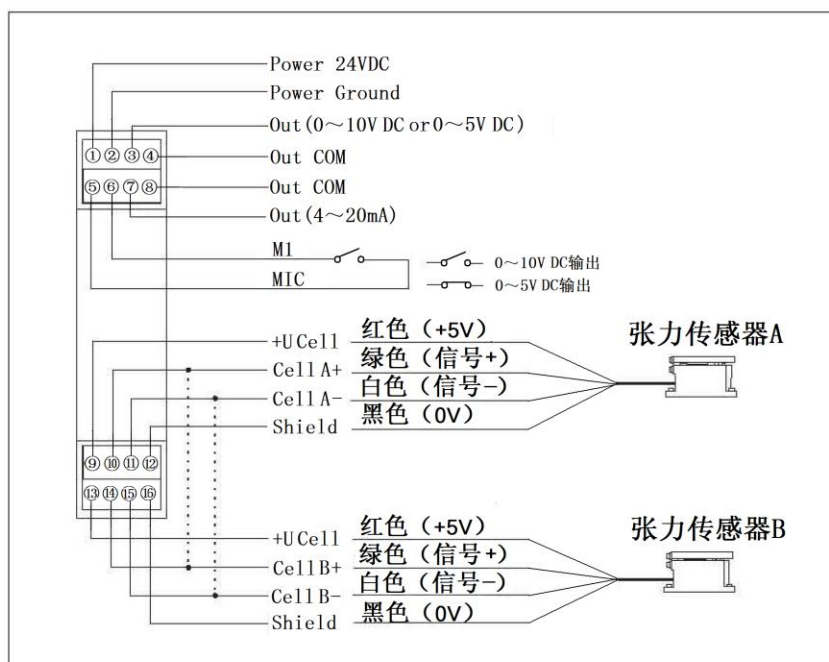 Power 24VDC
Power Ground
Out(0～10V DC or 0～5V DC)
①②③④ Out COM
⑤⑥⑦⑧ Out COM
Out(4～20mA)
M1
MIC
0～10V DC输出
0～5V DC输出
+U Cell 红色（+5V）
Cell A+ 绿色（信号+）
Cell A- 白色（信号-）
Shield 黑色（0V）
张力传感器A
⑨⑩⑪⑫
⑬⑭⑮⑯
+U Cell 红色（+5V）
Cell B+ 绿色（信号+）
Cell B- 白色（信号-）
Shield 黑色（0V）
张力传感器B